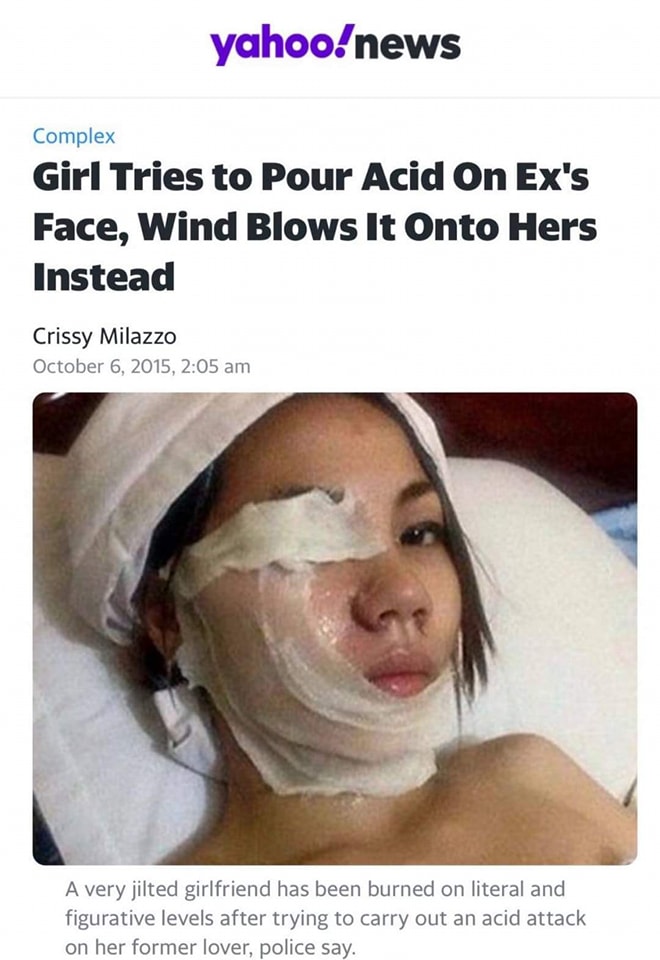 yahoo!news
Complex
Girl Tries to Pour Acid On Ex's
Face, Wind Blows It Onto Hers
Instead
Crissy Milazzo
October 6, 2015, 2:05 am
A very jilted girlfriend has been burned on literal and
figurative levels after trying to carry out an acid attack
on her former lover, police say.